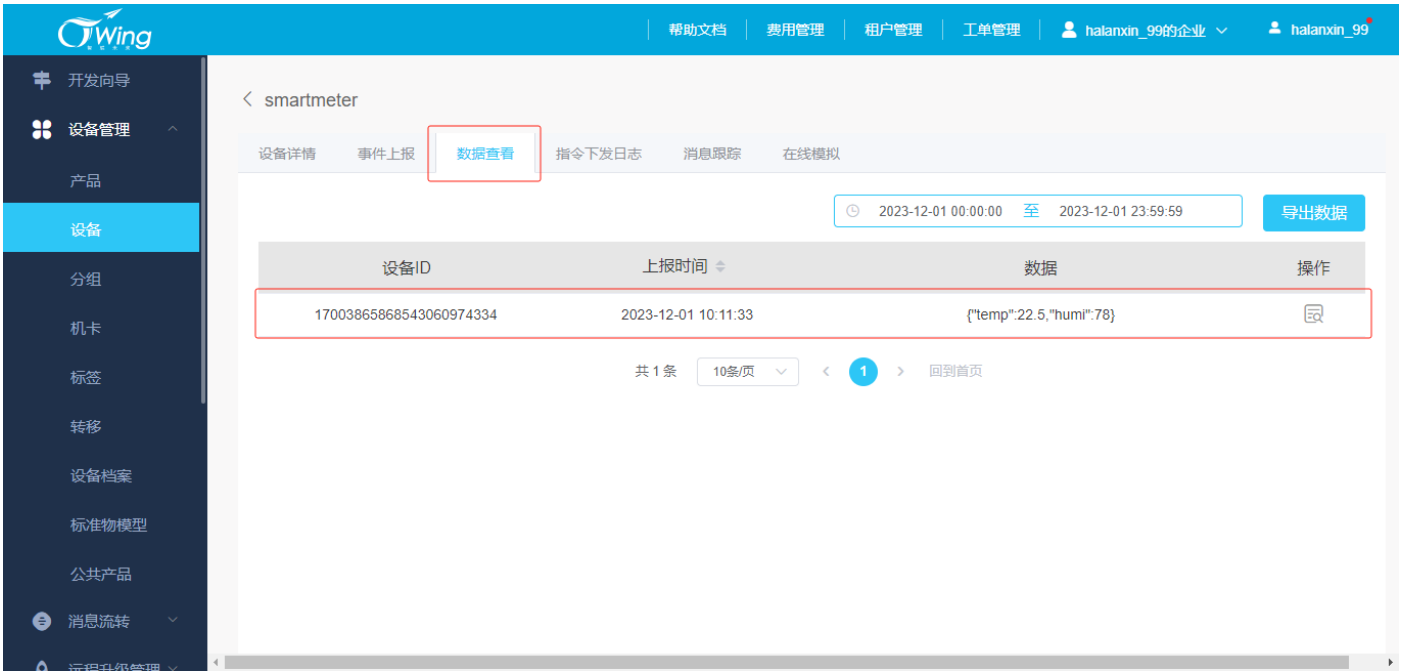 Wing
帮助文档
费用管理
租户管理
工单管理
halanxin_99的企业
halanxin_99
开发向导
设备管理
产品
设备
分组
机卡
标签
转移
设备档案
标准物模型
公共产品
消息流转
远程升级管理
smartmeter
设备详情
事件上报
数据查看
指令下发日志
消息跟踪
在线模拟
2023-12-01 00:00:00 至 2023-12-01 23:59:59
导出数据
设备ID 上报时间 数据 操作
17003865868543060974334 2023-12-01 10:11:33 {"temp":22.5,"humi":78}
共 1 条 10条/页 1 回到首页